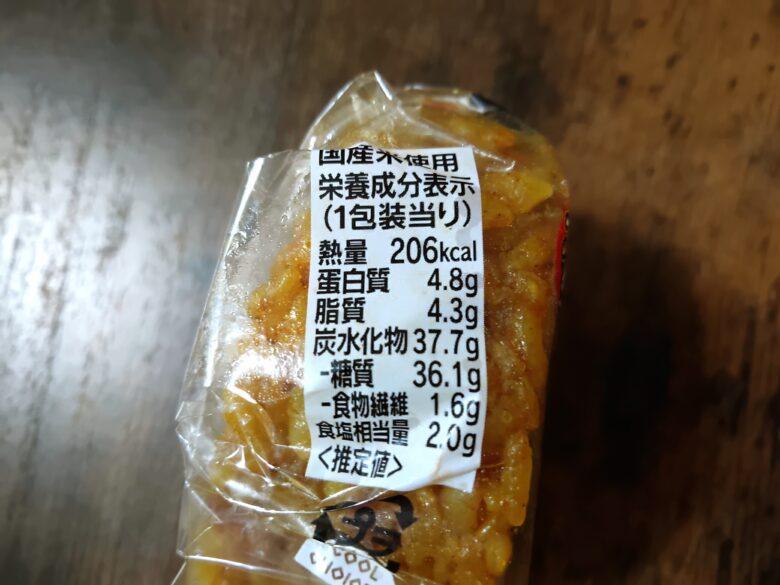 国産米使用
栄養成分表示
(1包装当り)
熱量 206kcal
蛋白質 4.8g
脂質 4.3g
炭水化物 37.7g
-糖質 36.1g
-食物繊維 1.6g
食塩相当量 2.0g
<推定値>
プラ